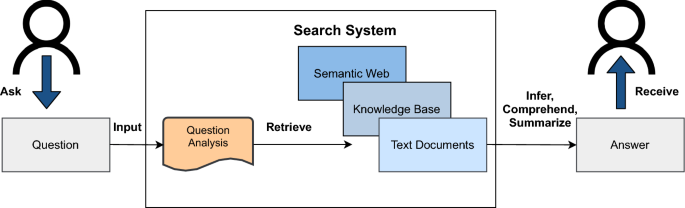 Search System
Semantic Web
Ask
Knowledge Base
Infer,
Comprehend,
Summarize
Receive
Question
Input
Question
Analysis
Retrieve
Text Documents
Answer